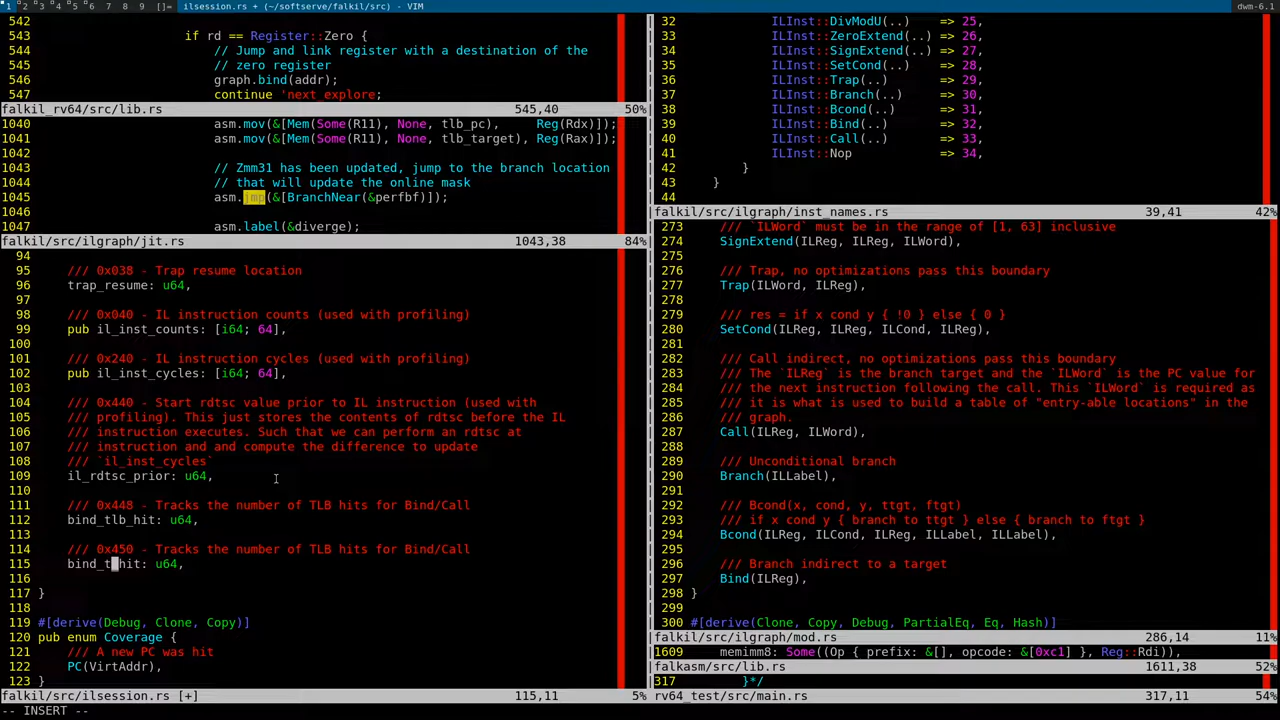 1 2 3 4 5 6 7 8 9 []= ilsession.rs + (~/softserve/falkil/src) - VIM dwm-6.1
542
543 if rd == Register::Zero {
544 // Jump and link register with a destination of the
545 // zero register
546 graph.bind(addr);
547 continue 'next_explore;
falkil_rv64/src/lib.rs 545,40 50%
1040 asm.mov(&[Mem(Some(R11), None, tlb_pc), Reg(Rdx)]);
1041 asm.mov(&[Mem(Some(R11), None, tlb_target), Reg(Rax)]);
1042
1043 // Zmm31 has been updated, jump to the branch location
1044 // that will update the online mask
1045 asm.jmp(&[BranchNear(&perfbf)]);
1046
1047 asm.label(&diverge);
falkil/src/ilgraph/jit.rs 1043,38 84%
94
95 /// 0x038 - Trap resume location
96 trap_resume: u64,
97
98 /// 0x040 - IL instruction counts (used with profiling)
99 pub il_inst_counts: [i64; 64],
100
101 /// 0x240 - IL instruction cycles (used with profiling)
102 pub il_inst_cycles: [i64; 64],
103
104 /// 0x440 - Start rdtsc value prior to IL instruction (used with
105 /// profiling). This just stores the contents of rdtsc before the IL
106 /// instruction executes. Such that we can perform an rdtsc at
107 /// instruction and and compute the difference to update
108 /// `il_inst_cycles`
109 il_rdtsc_prior: u64,
110
111 /// 0x448 - Tracks the number of TLB hits for Bind/Call
112 bind_tlb_hit: u64,
113
114 /// 0x450 - Tracks the number of TLB hits for Bind/Call
115 bind_t hit: u64,
116
117 }
118
119 #[derive(Debug, Clone, Copy)]
120 pub enum Coverage {
121 /// A new PC was hit
122 PC(VirtAddr),
123 }
falkil/src/ilsession.rs [+] 115,11 5%
-- INSERT --
32 ILInst::DivModU(..) => 25,
33 ILInst::ZeroExtend(..) => 26,
34 ILInst::SignExtend(..) => 27,
35 ILInst::SetCond(..) => 28,
36 ILInst::Trap(..) => 29,
37 ILInst::Branch(..) => 30,
38 ILInst::Bcond(..) => 31,
39 ILInst::Bind(..) => 32,
40 ILInst::Call(..) => 33,
41 ILInst::Nop => 34,
42 }
43 }
44
falkil/src/ilgraph/inst_names.rs 39,41 42%
273 /// `ILWord` must be in the range of [1, 63] inclusive
274 SignExtend(ILReg, ILReg, ILWord),
275
276 /// Trap, no optimizations pass this boundary
277 Trap(ILWord, ILReg),
278
279 /// res = if x cond y { !0 } else { 0 }
280 SetCond(ILReg, ILReg, ILCond, ILReg),
281
282 /// Call indirect, no optimizations pass this boundary
283 /// The `ILReg` is the branch target and the `ILWord` is the PC value for
284 /// the next instruction following the call. This `ILWord` is required as
285 /// it is what is used to build a table of "entry-able locations" in the
286 /// graph.
287 Call(ILReg, ILWord),
288
289 /// Unconditional branch
290 Branch(ILLabel),
291
292 /// Bcond(x, cond, y, ttgt, ftgt)
293 /// if x cond y { branch to ttgt } else { branch to ftgt }
294 Bcond(ILReg, ILCond, ILReg, ILLabel, ILLabel),
295
296 /// Branch indirect to a target
297 Bind(ILReg),
298 }
299
300 #[derive(Clone, Copy, Debug, PartialEq, Eq, Hash)]
falkil/src/ilgraph/mod.rs 286,14 11%
1609 memimm8: Some((Op { prefix: &[], opcode: &[0xc1] }, Reg::Rdi)),
falkasm/src/lib.rs 1611,38 52%
317 }*/
rv64_test/src/main.rs 317,11 54%